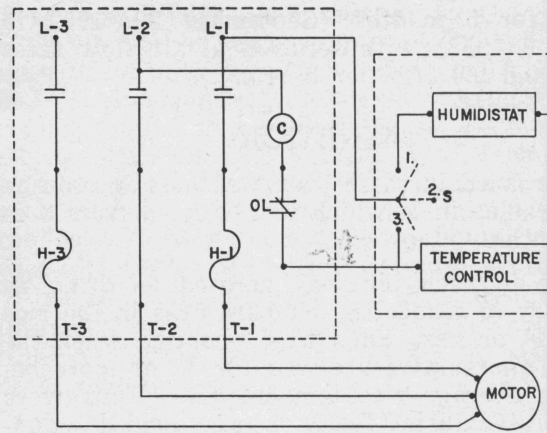 L-3 L-2 L-1
C
HUMIDISTAT
1.
2. S
3.
OL
H-3 H-1
TEMPERATURE
CONTROL
T-3 T-2 T-1
MOTOR